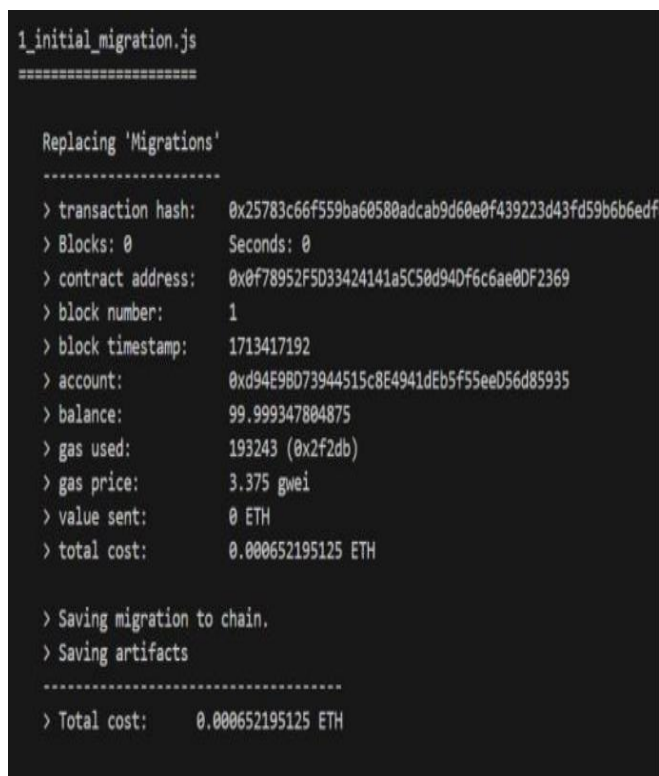 1_initial_migration.js
======================
Replacing 'Migrations'
----------------------
> transaction hash: 0x25783c66f559ba60580adcab9d60e0f439223d43fd59b6b6edf
> Blocks: 0 Seconds: 0
> contract address: 0x0f78952F5D33424141a5C50d94Df6c6ae0DF2369
> block number: 1
> block timestamp: 1713417192
> account: 0xd94E9BD73944515c8E4941dEb5f55eeD56d85935
> balance: 99.999347804875
> gas used: 193243 (0x2f2db)
> gas price: 3.375 gwei
> value sent: 0 ETH
> total cost: 0.000652195125 ETH
> Saving migration to chain.
> Saving artifacts
-------------------------------------
> Total cost: 0.000652195125 ETH